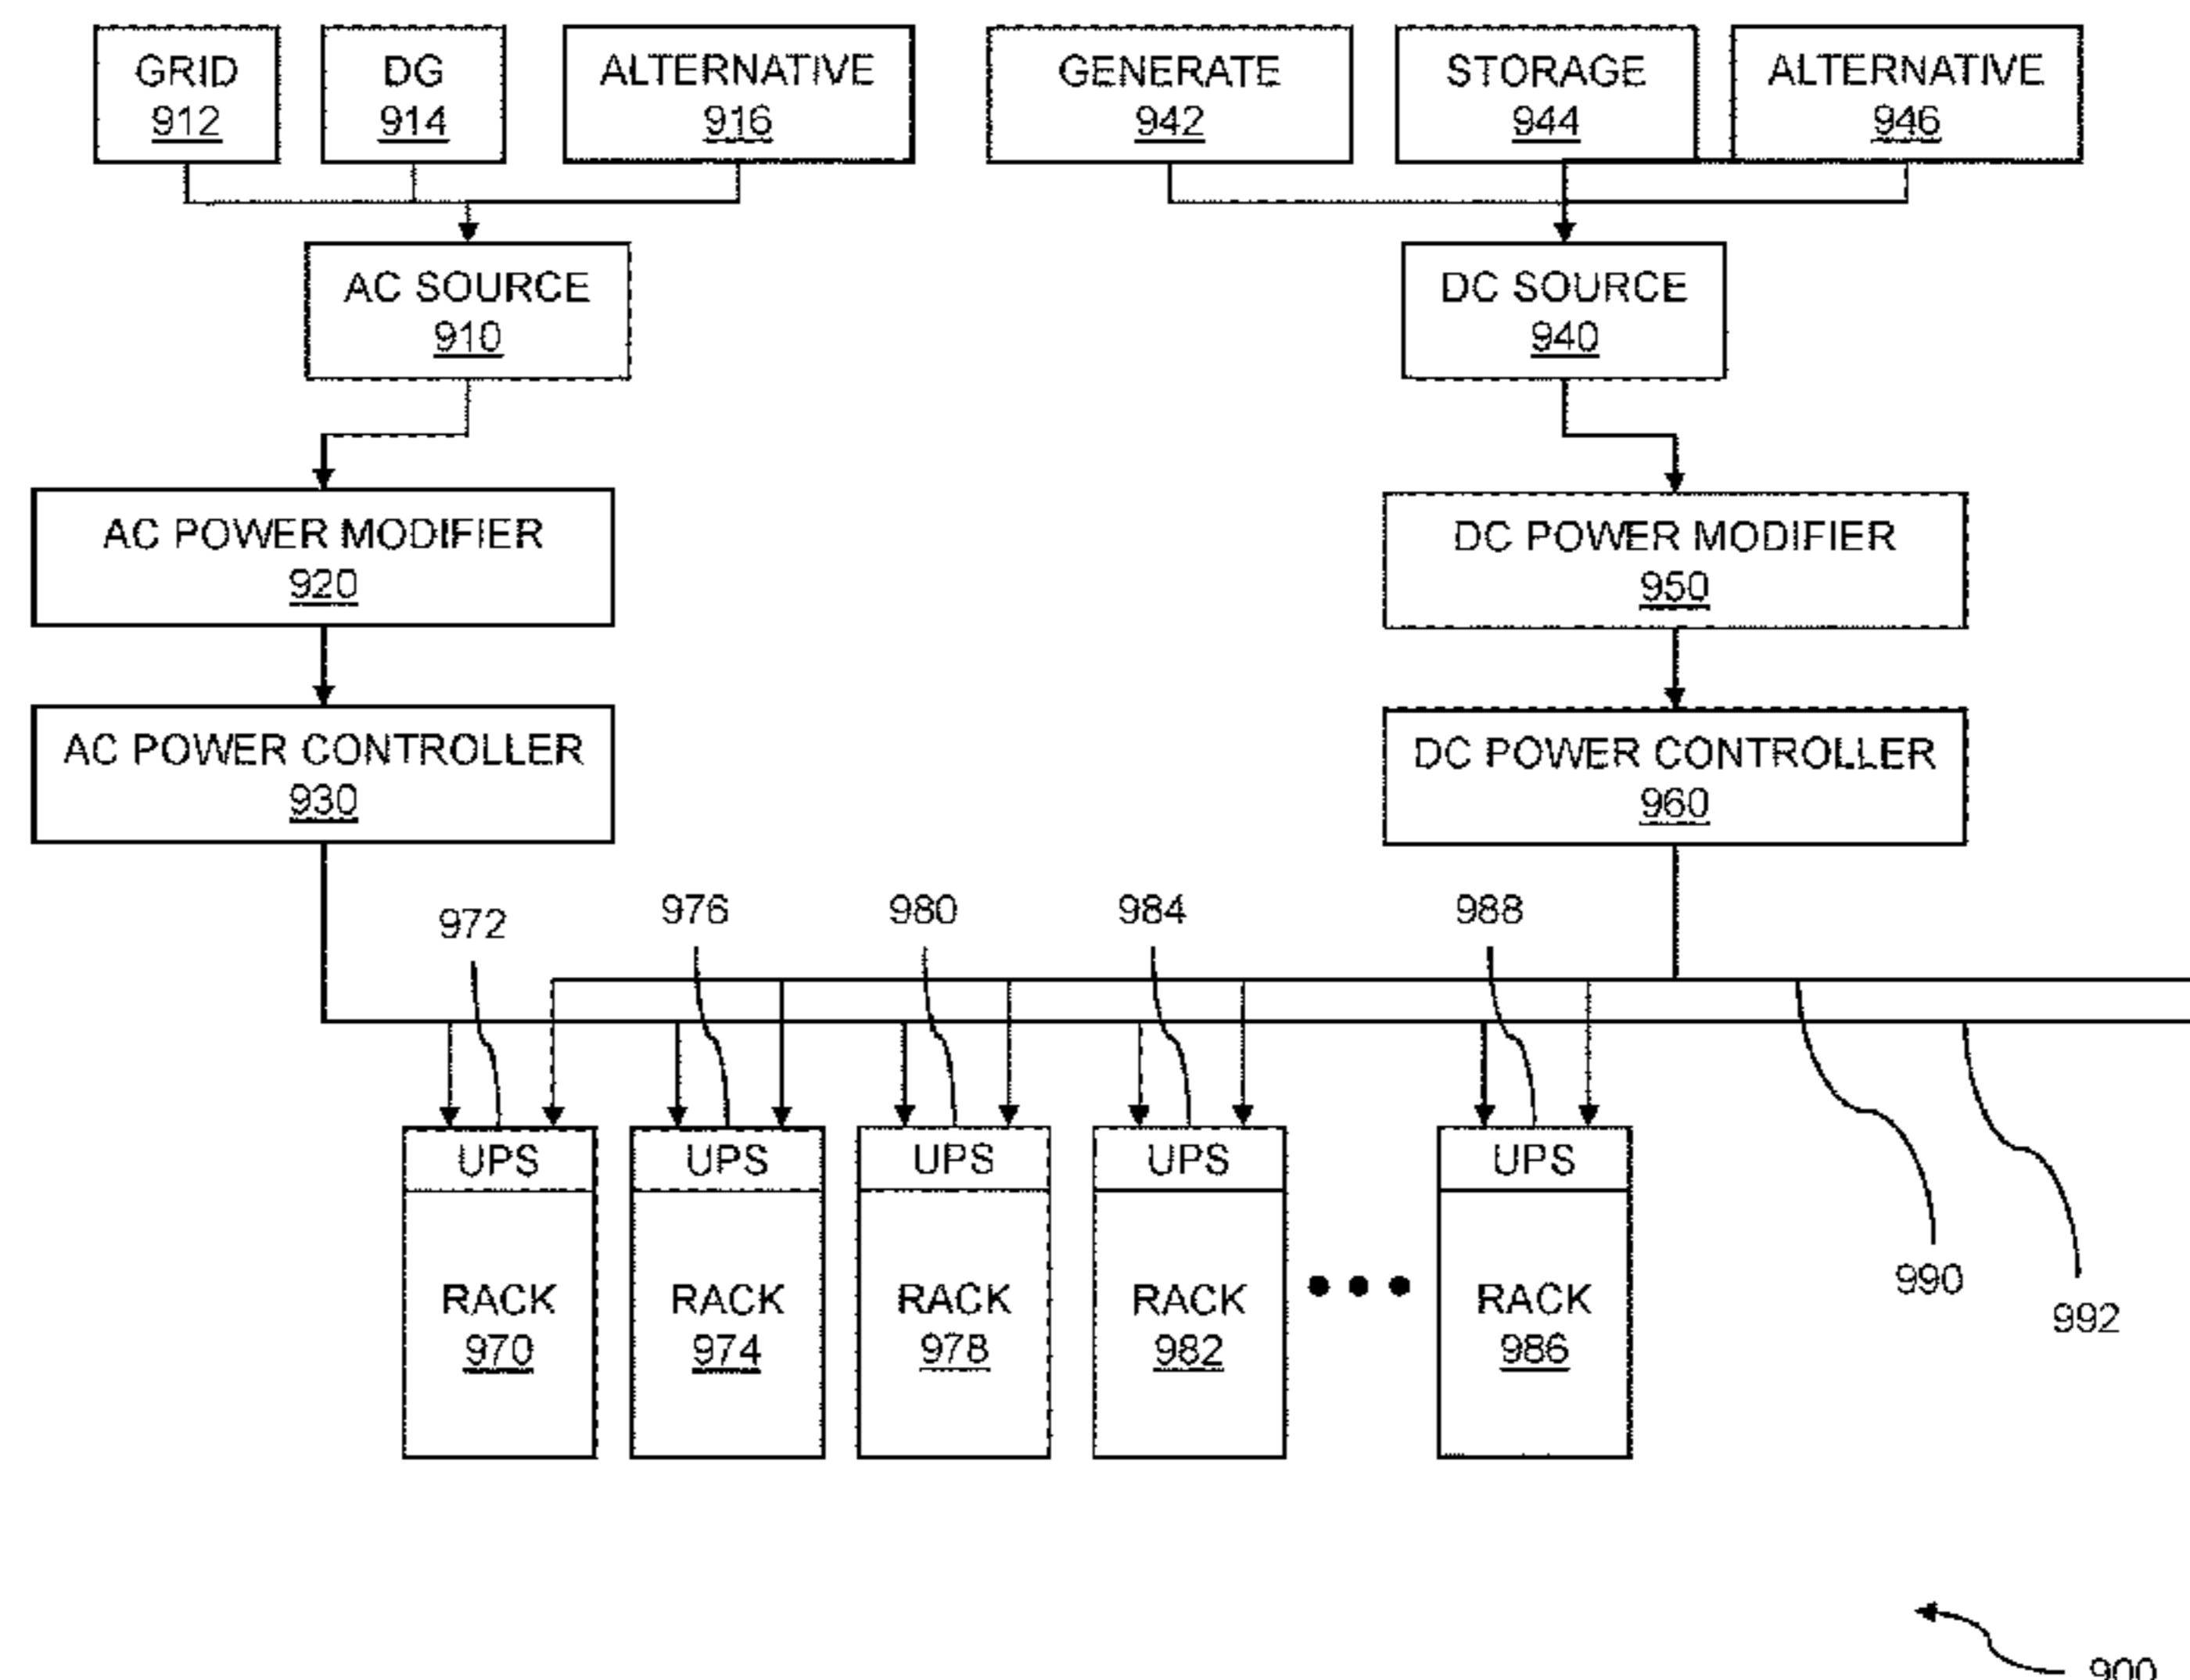 GRID
912
DG
914
ALTERNATIVE
916
GENERATE
942
STORAGE
944
ALTERNATIVE
946
AC SOURCE
910
DC SOURCE
940
AC POWER MODIFIER
920
DC POWER MODIFIER
950
AC POWER CONTROLLER
930
DC POWER CONTROLLER
960
972
976
980
984
988
UPS
UPS
UPS
UPS
UPS
RACK
970
RACK
974
RACK
978
RACK
982
RACK
986
990
992
900